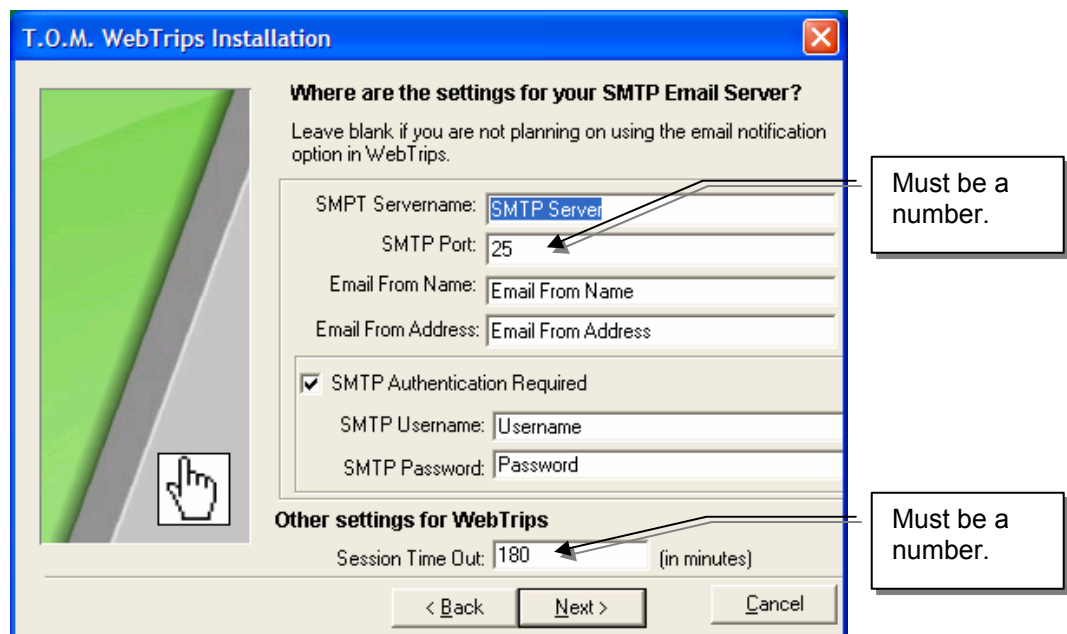 T.O.M. WebTrips Installation
Where are the settings for your SMTP Email Server?
Leave blank if you are not planning on using the email notification
option in WebTrips.
SMPT Servername: SMTP Server
SMTP Port: 25
Email From Name: Email From Name
Email From Address: Email From Address
SMTP Authentication Required
SMTP Username: Username
SMTP Password: Password
Other settings for WebTrips
Session Time Out: 180 (in minutes)
< Back Next > Cancel
Must be a
number.
Must be a
number.